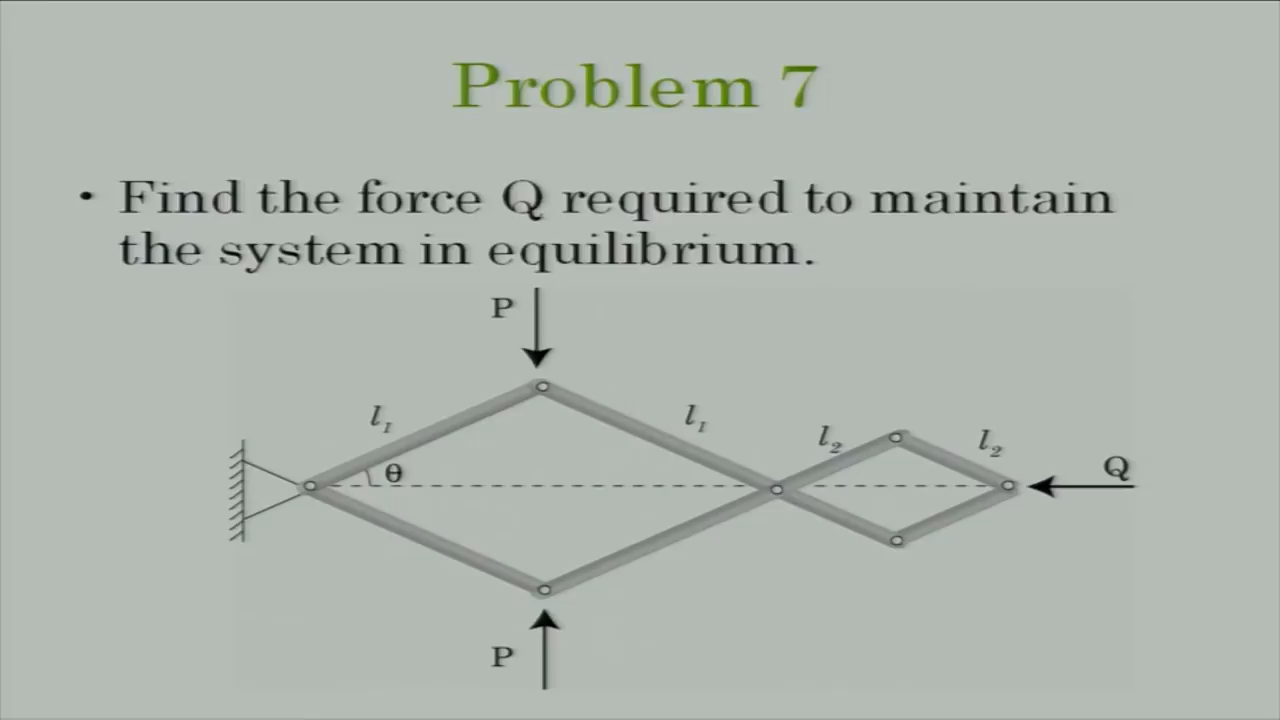 Problem 7
• Find the force Q required to maintain
the system in equilibrium.
P
l₁ l₁ l₂ l₂
θ Q
P